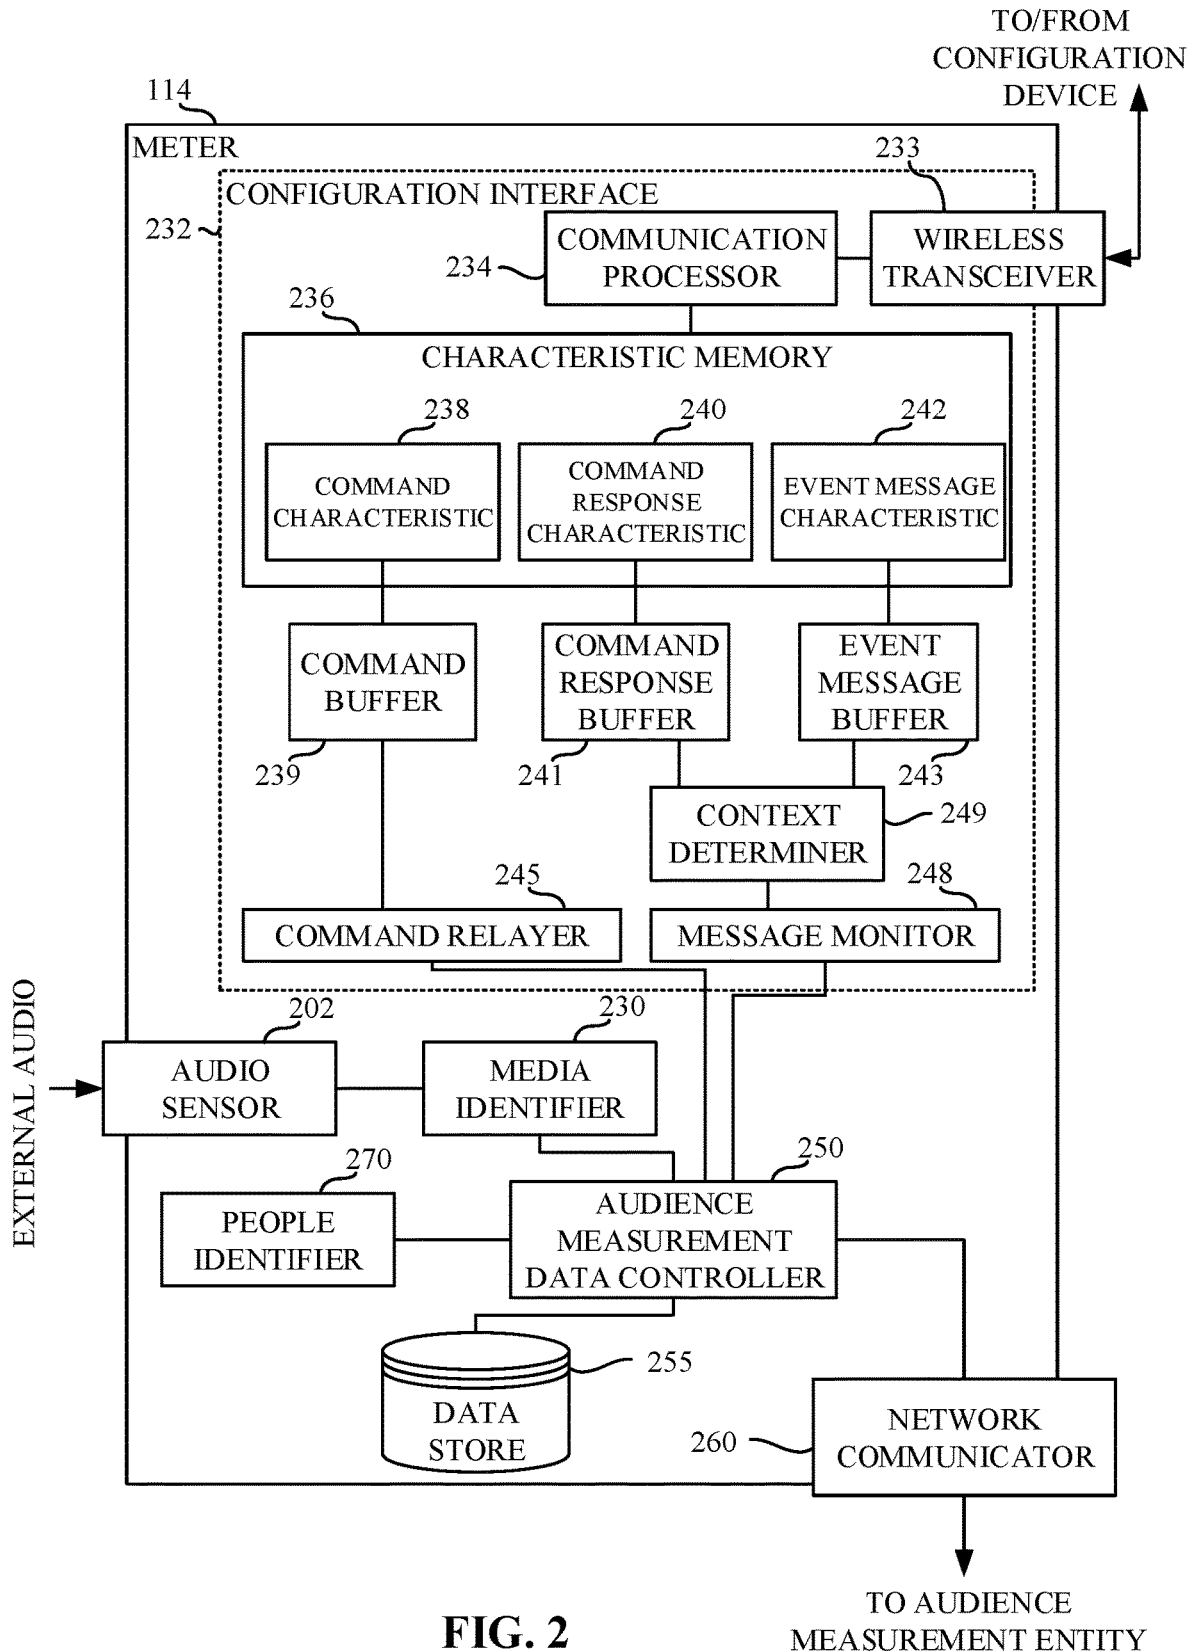 TO/FROM
CONFIGURATION
DEVICE
114
METER
233
CONFIGURATION INTERFACE
232
COMMUNICATION
PROCESSOR
234
WIRELESS
TRANSCEIVER
236
CHARACTERISTIC MEMORY
238
240
242
COMMAND
CHARACTERISTIC
COMMAND
RESPONSE
CHARACTERISTIC
EVENT MESSAGE
CHARACTERISTIC
COMMAND
BUFFER
COMMAND
RESPONSE
BUFFER
EVENT
MESSAGE
BUFFER
239
241
243
CONTEXT
DETERMINER
249
245
248
COMMAND RELAYER
MESSAGE MONITOR
EXTERNAL AUDIO
202
230
AUDIO
SENSOR
MEDIA
IDENTIFIER
270
250
PEOPLE
IDENTIFIER
AUDIENCE
MEASUREMENT
DATA CONTROLLER
255
DATA
STORE
260
NETWORK
COMMUNICATOR
TO AUDIENCE
MEASUREMENT ENTITY
FIG. 2